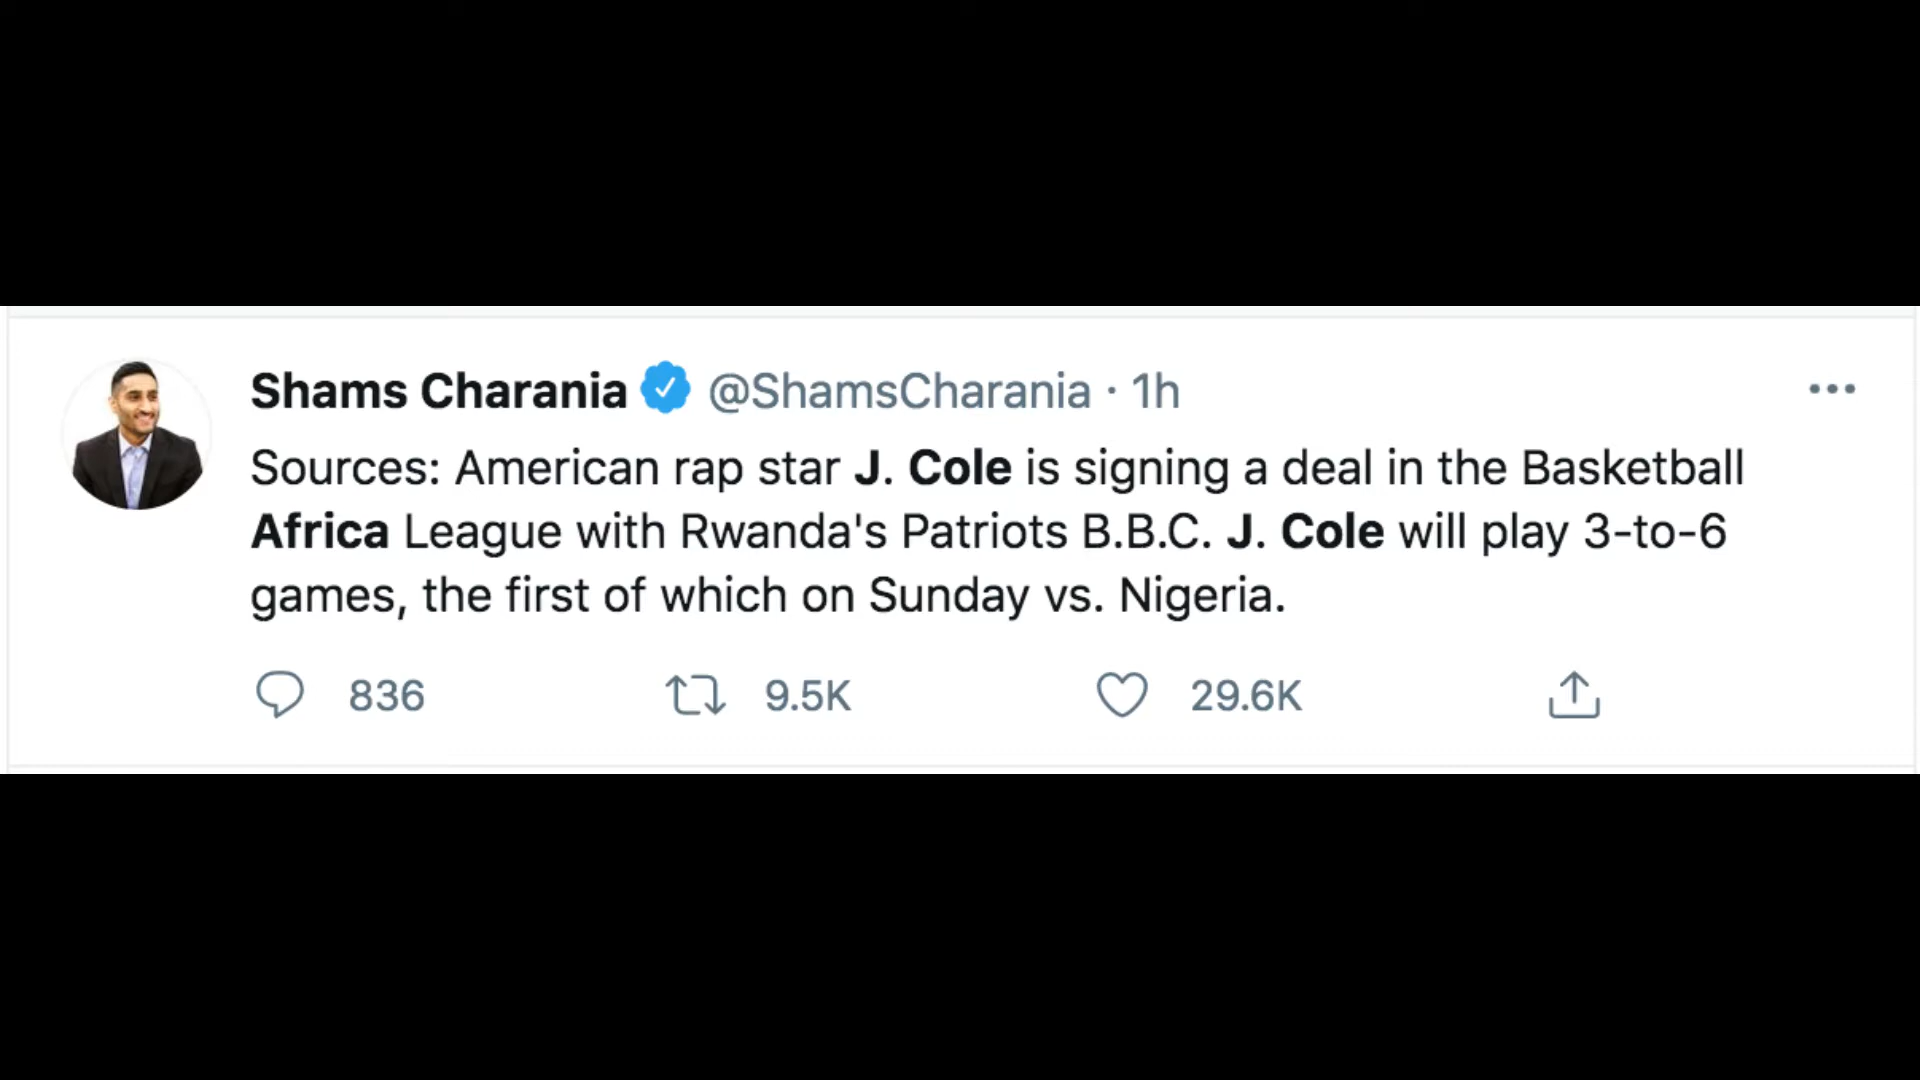 Shams Charania @ShamsCharania · 1h
Sources: American rap star J. Cole is signing a deal in the Basketball
Africa League with Rwanda's Patriots B.B.C. J. Cole will play 3-to-6
games, the first of which on Sunday vs. Nigeria.
836 9.5K 29.6K